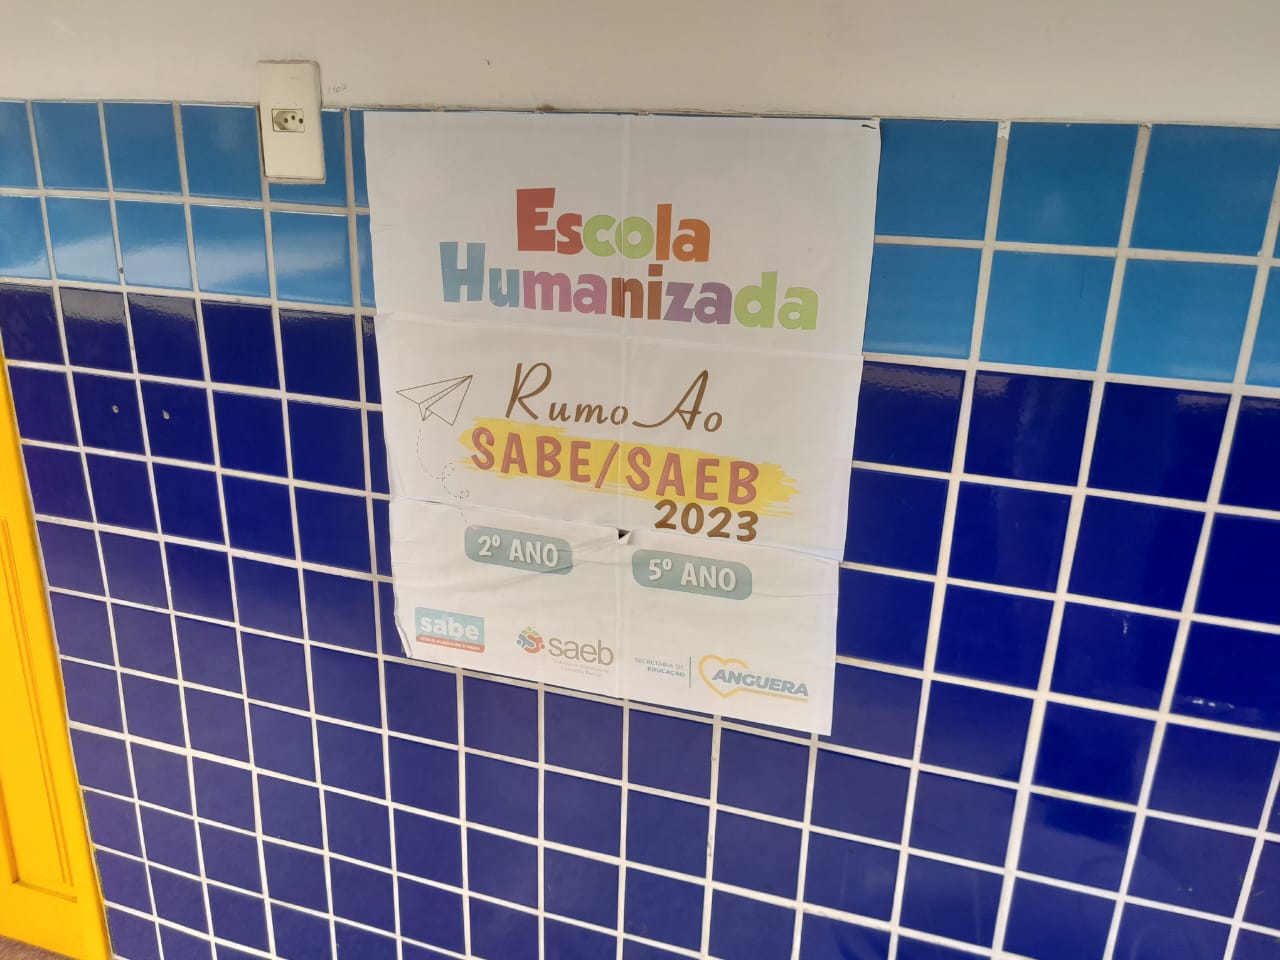 Escola
Humanizada
Rumo Ao
SABE/SAEB
2023
2º ANO
5º ANO
sabe
saeb
SECRETARIA DE
EDUCAÇÃO
ANGUERA